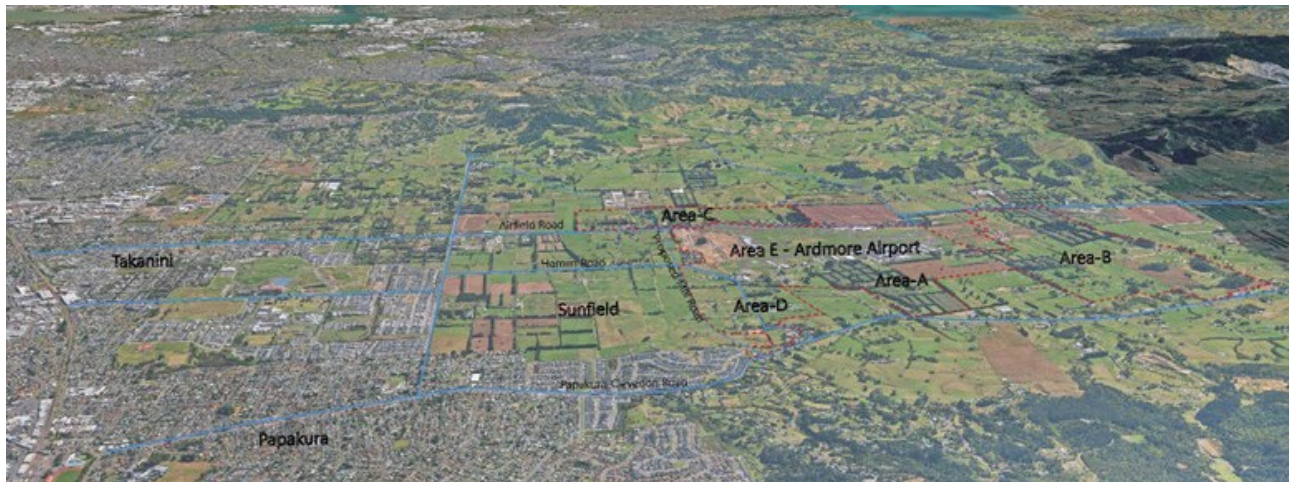 Area-C
Airfield Road
Area E - Ardmore Airport
Takanini
Area-B
Hamlin Road
Area-A
Sunfield
Area-D
Papakura-Clevedon Road
Papakura